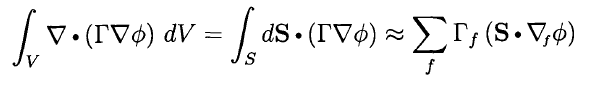 ∫_V ∇ • (Γ∇φ) dV = ∫_S d𝐒 • (Γ∇φ) ≈ ∑_f Γ_f (𝐒 • ∇_f φ)